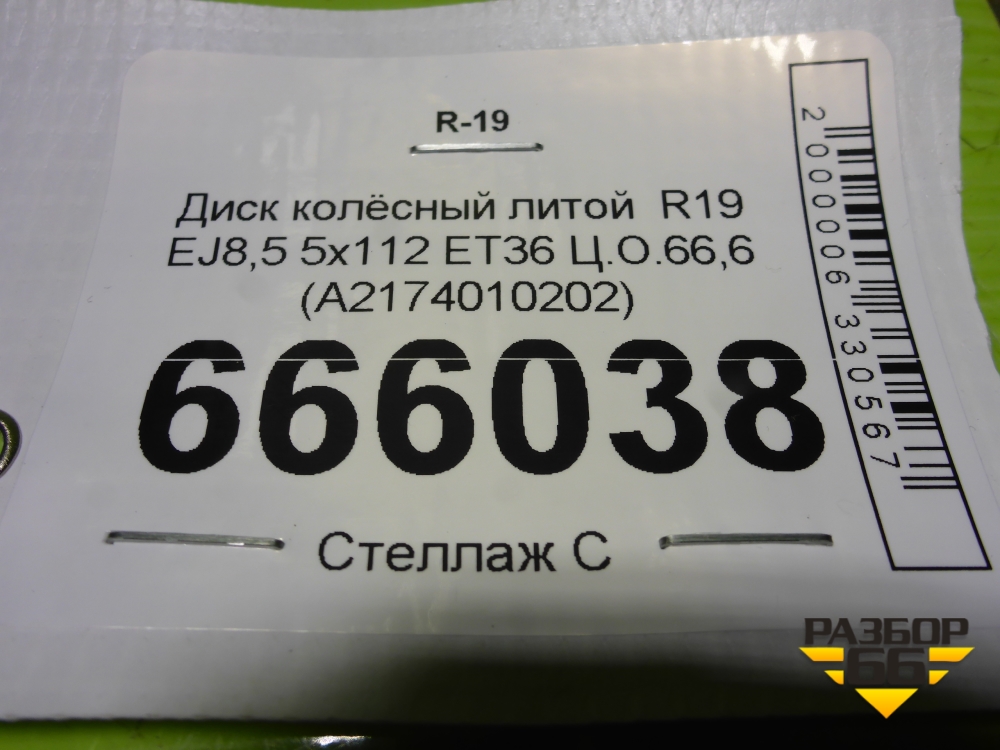 R-19
Диск колёсный литой R19
EJ8,5 5x112 ET36 Ц.О.66,6
(A2174010202)
666038
Стеллаж С
2000006330567
РАЗБОР
66